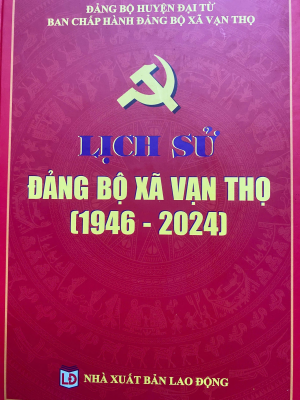 ĐẢNG BỘ HUYỆN ĐẠI TỪ
BAN CHẤP HÀNH ĐẢNG BỘ XÃ VẠN THỌ
LỊCH SỬ
ĐẢNG BỘ XÃ VẠN THỌ
(1946 - 2024)
LĐ NHÀ XUẤT BẢN LAO ĐỘNG